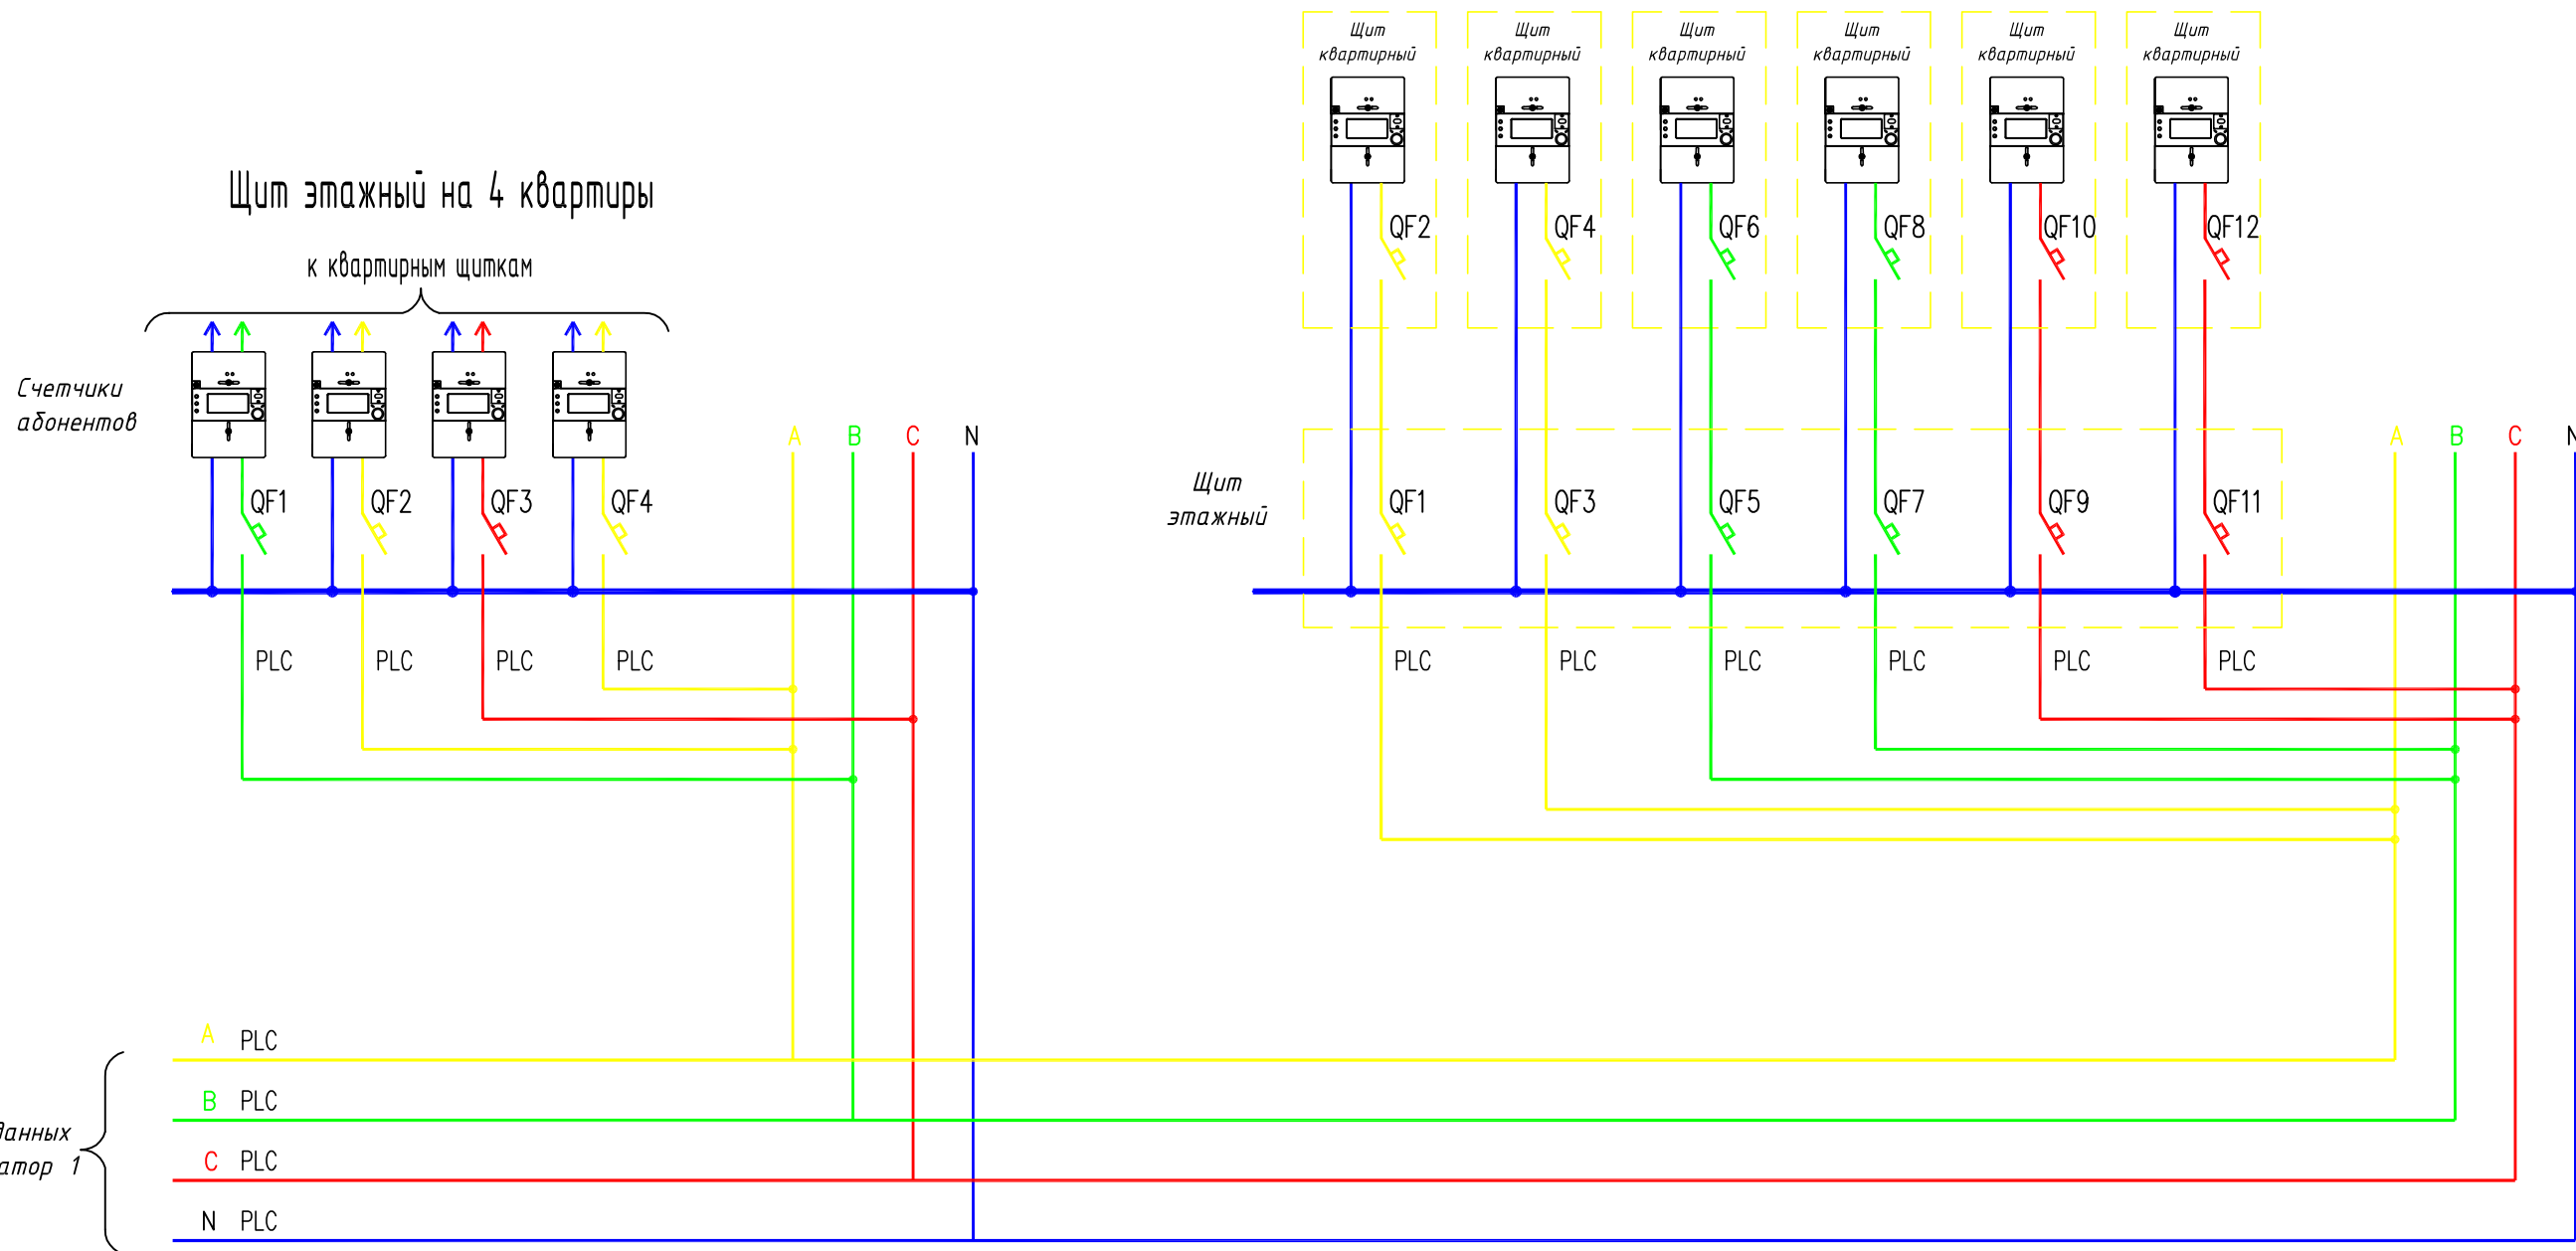 Щит
квартирный
Щит
квартирный
Щит
квартирный
Щит
квартирный
Щит
квартирный
Щит
квартирный
QF2 QF4 QF6 QF8 QF10 QF12
Щит этажный на 4 квартиры
к квартирным щиткам
Счетчики
абонентов
A B C N
QF1 QF2 QF3 QF4
PLC PLC PLC PLC
Щит
этажный
A B C N
QF1 QF3 QF5 QF7 QF9 QF11
PLC PLC PLC PLC PLC PLC
A PLC
B PLC
C PLC
N PLC
1